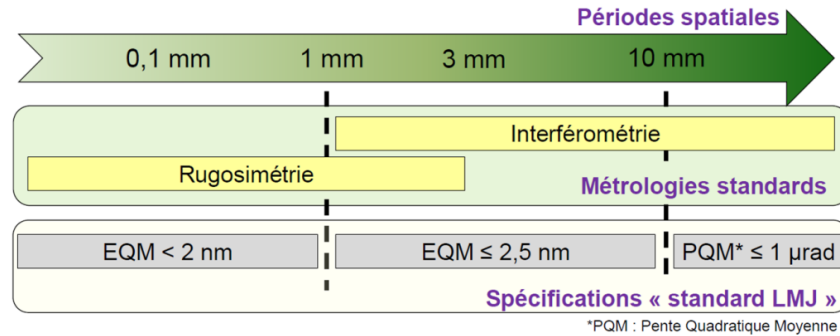 Périodes spatiales
0,1 mm 1 mm 3 mm 10 mm
Interférométrie
Rugosimétrie
Métrologies standards
EQM < 2 nm EQM ≤ 2,5 nm PQM* ≤ 1 μrad
Spécifications « standard LMJ »
*PQM : Pente Quadratique Moyenne